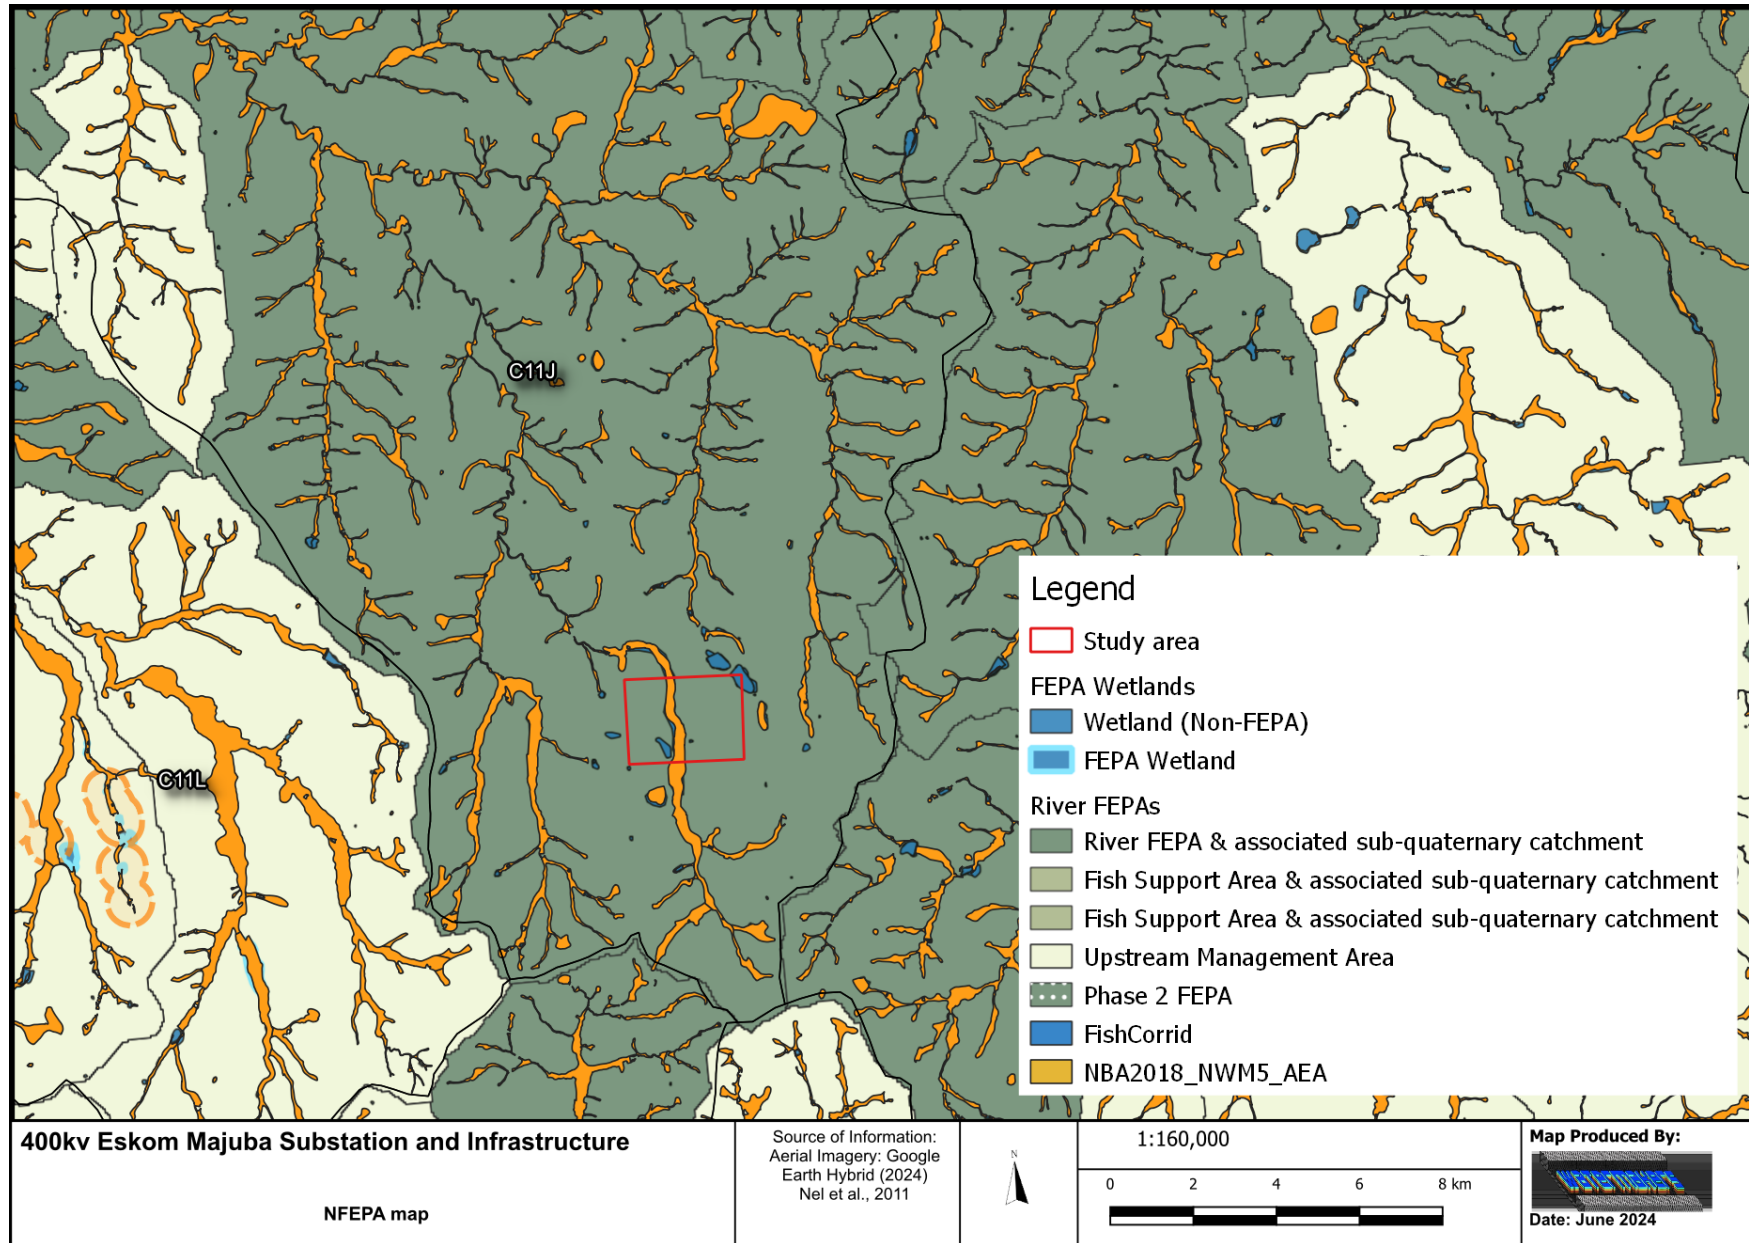 C11J
C11L
Legend
Study area
FEPA Wetlands
Wetland (Non-FEPA)
FEPA Wetland
River FEPAs
River FEPA & associated sub-quaternary catchment
Fish Support Area & associated sub-quaternary catchment
Fish Support Area & associated sub-quaternary catchment
Upstream Management Area
Phase 2 FEPA
FishCorrid
NBA2018_NWM5_AEA
400kv Eskom Majuba Substation and Infrastructure
NFEPA map
Source of Information:
Aerial Imagery: Google
Earth Hybrid (2024)
Nel et al., 2011
N
1:160,000
0 2 4 6 8 km
Map Produced By:
Watermakers
Date: June 2024